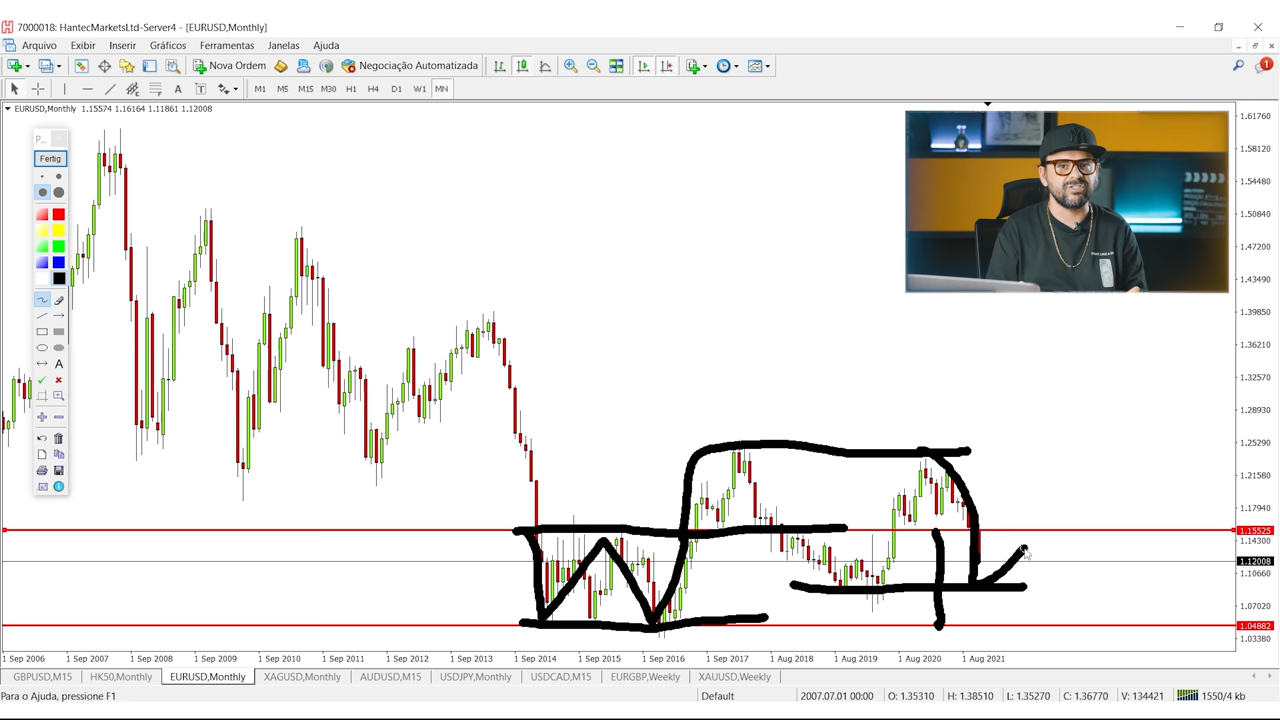 7000018: HantecMarketsLtd-Server4 - [EURUSD,Monthly]
Arquivo Exibir Inserir Gráficos Ferramentas Janelas Ajuda
Nova Ordem Negociação Automatizada 1
A T M1 M5 M15 M30 H1 H4 D1 W1 MN
EURUSD,Monthly 1.15574 1.16164 1.11861 1.12008
P...
Fertig
A
1.61760
1.58120
1.54480
1.50840
1.47200
1.43490
1.39850
1.36210
1.32570
1.28930
1.25290
1.21580
1.17940
1.15525
1.14300
1.12008
1.10660
1.07020
1.04882
1.03380
1 Sep 2006 1 Sep 2007 1 Sep 2008 1 Sep 2009 1 Sep 2010 1 Sep 2011 1 Sep 2012 1 Sep 2013 1 Sep 2014 1 Sep 2015 1 Sep 2016 1 Sep 2017 1 Aug 2018 1 Aug 2019 1 Aug 2020 1 Aug 2021
GBPUSD,M15 HK50,Monthly EURUSD,Monthly XAGUSD,Monthly AUDUSD,M15 USDJPY,Monthly USDCAD,M15 EURGBP,Weekly XAUUSD,Weekly
Para o Ajuda, pressione F1 Default 2007.07.01 00:00 O: 1.35310 H: 1.38510 L: 1.35270 C: 1.36770 V: 134421 1550/4 kb